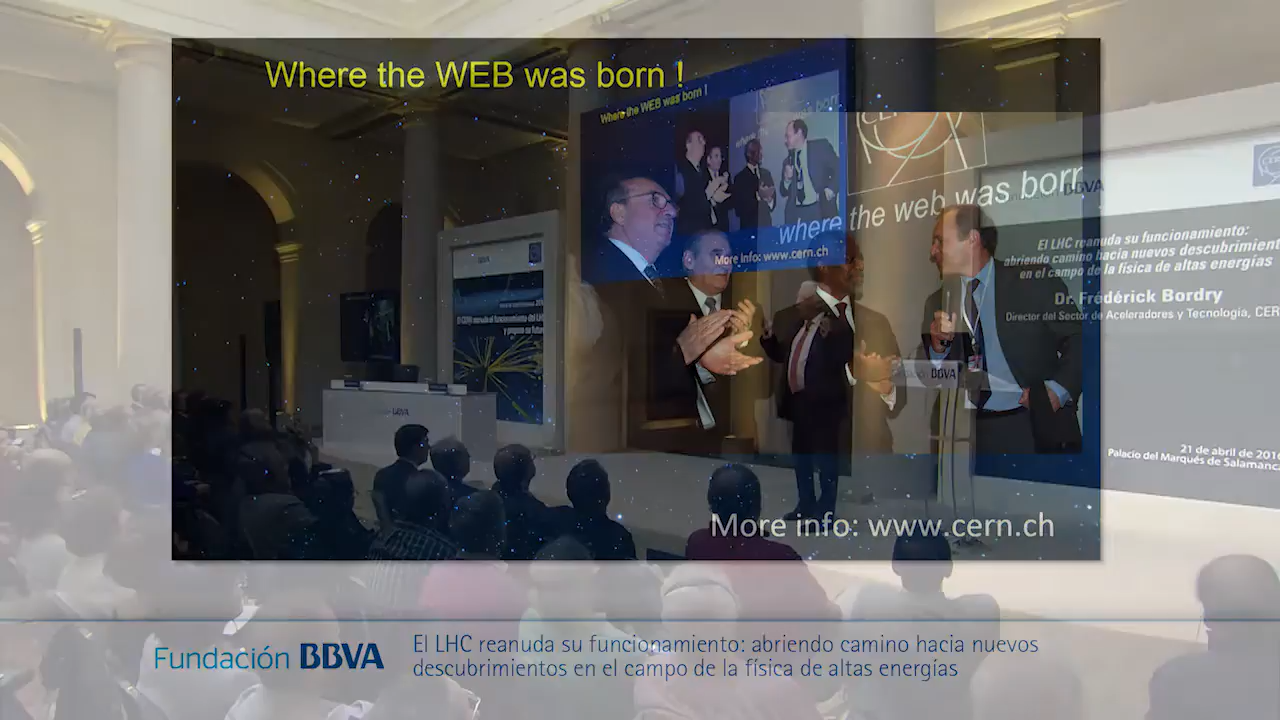 Where the WEB was born !
Where the WEB was born !
CERN
where the web was born
More info: www.cern.ch
BBVA
CERN
El LHC reanuda su funcionamiento:
abriendo camino hacia nuevos descubrimient
en el campo de la física de altas energías
Dr. Frédérick Bordry
Director del Sector de Aceleradores y Tecnología, CER
BBVA
BBVA
21 de abril de 2016
Palacio del Marqués de Salamanca
More info: www.cern.ch
Fundación BBVA
El LHC reanuda su funcionamiento: abriendo camino hacia nuevos
descubrimientos en el campo de la física de altas energías